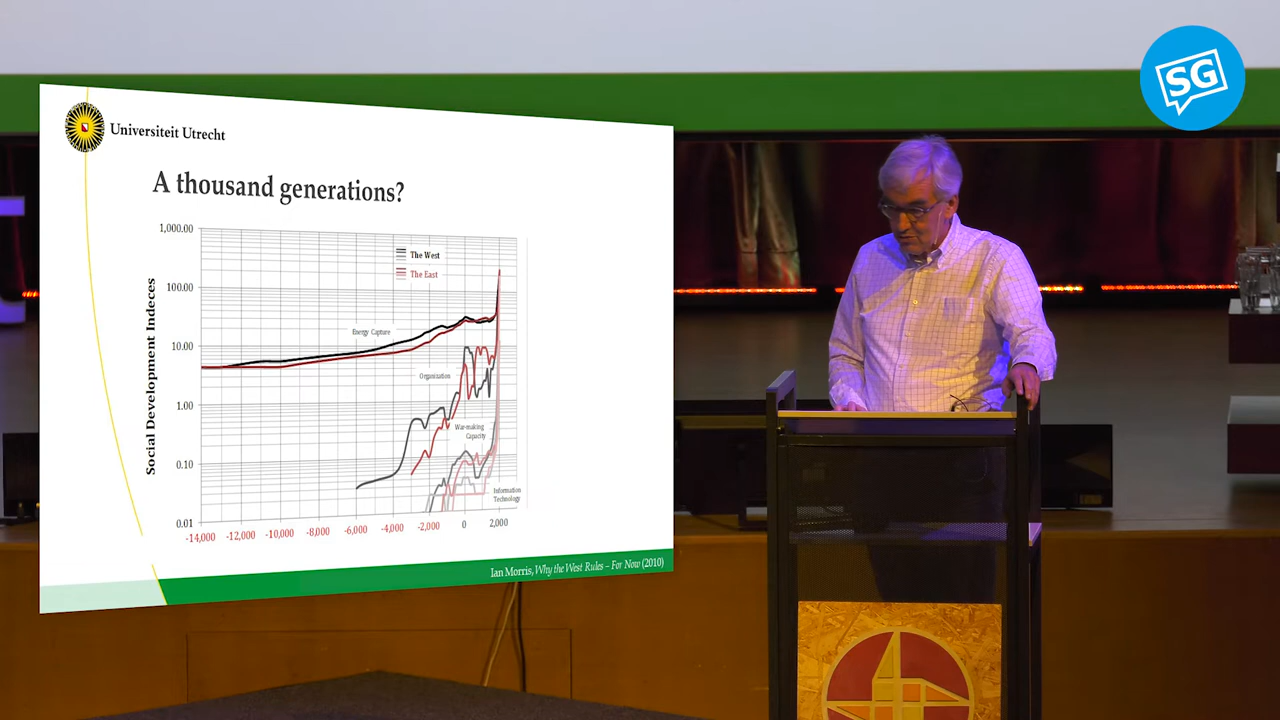 SG
Universiteit Utrecht
A thousand generations?
1,000.00
100.00
10.00
1.00
0.10
0.01
Social Development Indeces
The West
The East
Energy Capture
Organization
War-making
Capacity
Information
Technology
-14,000 -12,000 -10,000 -8,000 -6,000 -4,000 -2,000 0 2,000
Ian Morris, Why the West Rules – For Now (2010)